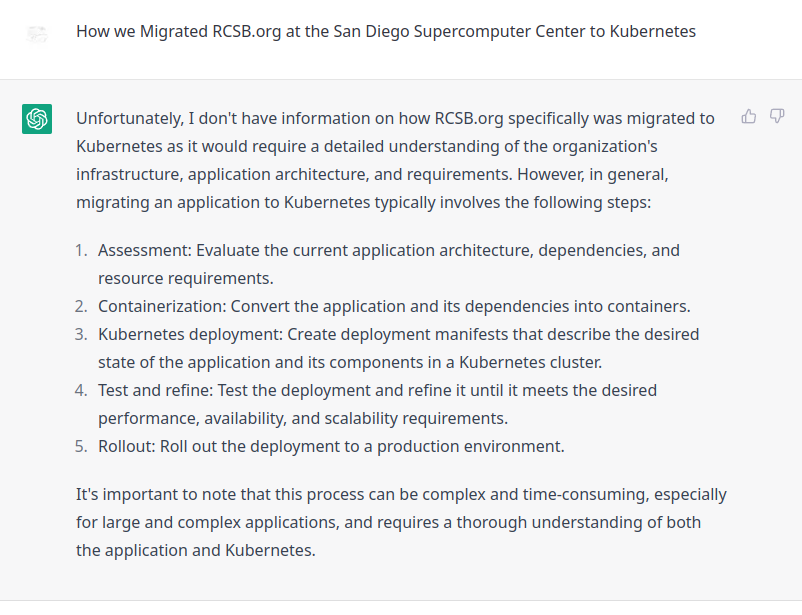 How we Migrated RCSB.org at the San Diego Supercomputer Center to Kubernetes
Unfortunately, I don't have information on how RCSB.org specifically was migrated to
Kubernetes as it would require a detailed understanding of the organization's
infrastructure, application architecture, and requirements. However, in general,
migrating an application to Kubernetes typically involves the following steps:
1. Assessment: Evaluate the current application architecture, dependencies, and
resource requirements.
2. Containerization: Convert the application and its dependencies into containers.
3. Kubernetes deployment: Create deployment manifests that describe the desired
state of the application and its components in a Kubernetes cluster.
4. Test and refine: Test the deployment and refine it until it meets the desired
performance, availability, and scalability requirements.
5. Rollout: Roll out the deployment to a production environment.
It's important to note that this process can be complex and time-consuming, especially
for large and complex applications, and requires a thorough understanding of both
the application and Kubernetes.